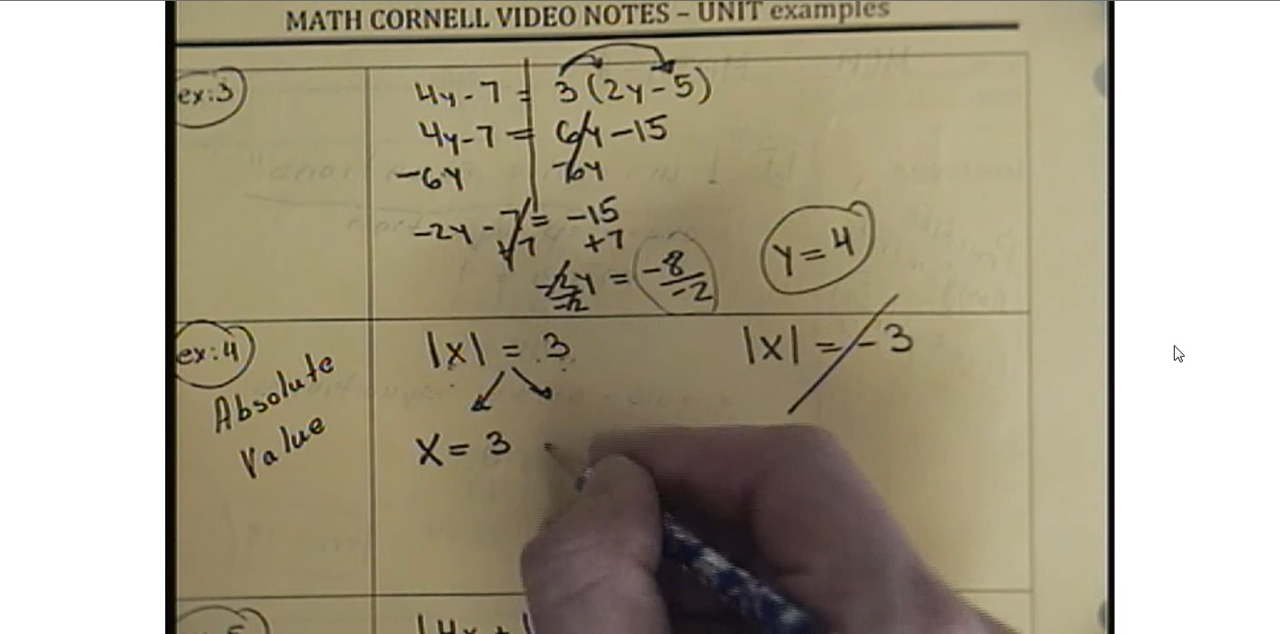 MATH CORNELL VIDEO NOTES – UNIT examples
ex:3
4y - 7 = 3(2y - 5)
4y - 7 = 6y - 15
-6y -6y
-2y - 7 = -15
+7 +7
-2y = -8
-2 -2
y = 4
ex:4
Absolute
Value
|x| = 3
|x| = -3
x = 3
|4x +